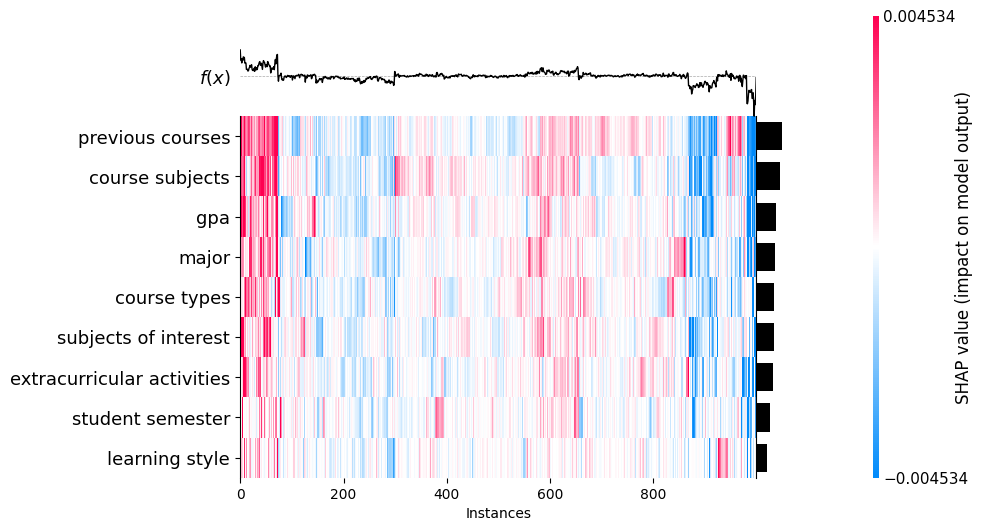 0.004534
f(x)
previous courses
course subjects
gpa
major
course types
subjects of interest
extracurricular activities
student semester
learning style
0 200 400 600 800
Instances
SHAP value (impact on model output)
−0.004534